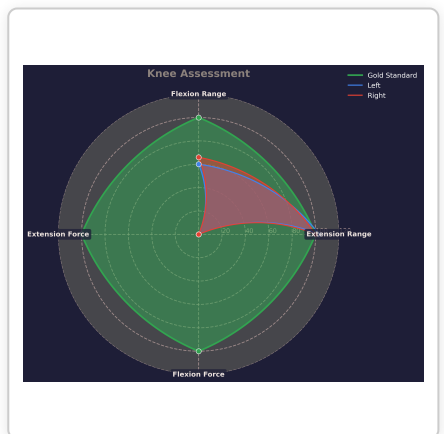 Knee Assessment
Gold Standard
Left
Right
Flexion Range
Extension Force
20
40
60
80
Extension Range
Flexion Force